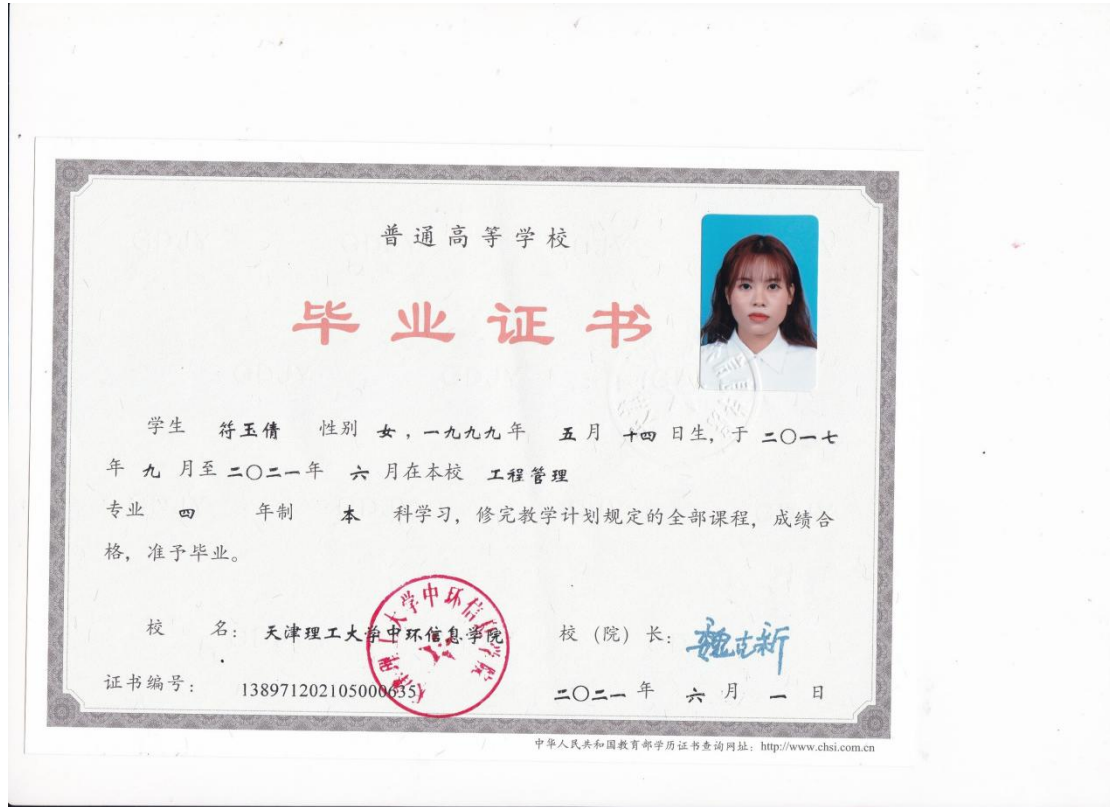 普通高等学校
毕业证书
学生 符玉倩 性别 女，一九九九年 五月 十四 日生，于 二〇一七
年 九 月至 二〇二一年 六 月在本校 工程管理
专业 四 年制 本 科学习，修完教学计划规定的全部课程，成绩合
格，准予毕业。
校 名： 天津理工大学中环信息学院
校（院）长： 魏克新
证书编号： 138971202105000635
二〇二一 年 六 月 一 日
中华人民共和国教育部学历证书查询网址：http://www.chsi.com.cn